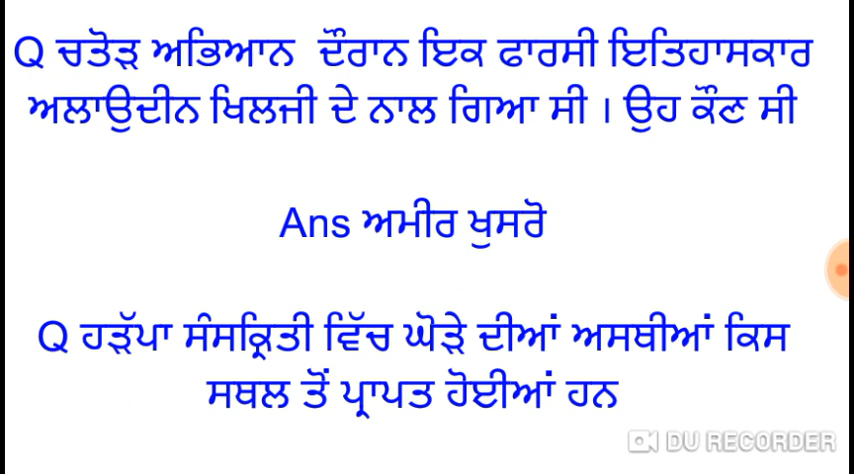 Q ਚਤੋੜ ਅਭਿਆਨ ਦੌਰਾਨ ਇਕ ਫਾਰਸੀ ਇਤਿਹਾਸਕਾਰ
ਅਲਾਉਦੀਨ ਖਿਲਜੀ ਦੇ ਨਾਲ ਗਿਆ ਸੀ । ਉਹ ਕੌਣ ਸੀ
Ans ਅਮੀਰ ਖੁਸਰੋ
Q ਹੜੱਪਾ ਸੰਸਕ੍ਰਿਤੀ ਵਿੱਚ ਘੋੜੇ ਦੀਆਂ ਅਸਥੀਆਂ ਕਿਸ
ਸਥਲ ਤੋਂ ਪ੍ਰਾਪਤ ਹੋਈਆਂ ਹਨ
DU RECORDER